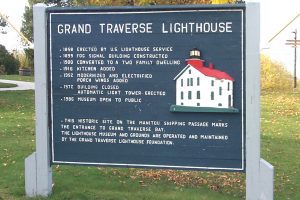 GRAND TRAVERSE LIGHTHOUSE
1858 ERECTED BY U.S. LIGHTHOUSE SERVICE
1899 FOG SIGNAL BUILDING CONSTRUCTED
1900 CONVERTED TO A TWO FAMILY DWELLING
1916 KITCHEN ADDED
1952 MODERNIZED AND ELECTRIFIED
PORCH WINGS ADDED
1972 BUILDING CLOSED
AUTOMATIC LIGHT TOWER ERECTED
1986 MUSEUM OPEN TO PUBLIC
THIS HISTORIC SITE ON THE MANITOU SHIPPING PASSAGE MARKS
THE ENTRANCE TO GRAND TRAVERSE BAY.
THE LIGHTHOUSE MUSEUM AND GROUNDS ARE OPERATED AND MAINTAINED
BY THE GRAND TRAVERSE LIGHTHOUSE FOUNDATION.